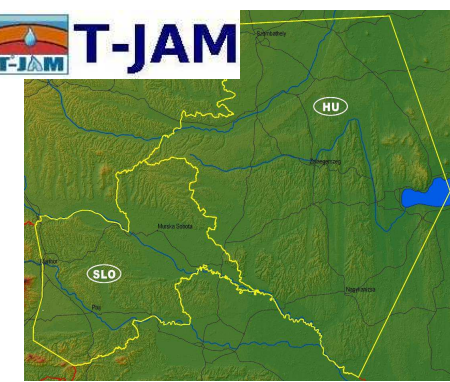 T-JAM
T-JAM
Szombathely
HU
Zalaegerszeg
Murska Sobota
SLO
Maribor
Nagykanizsa
Ptuj